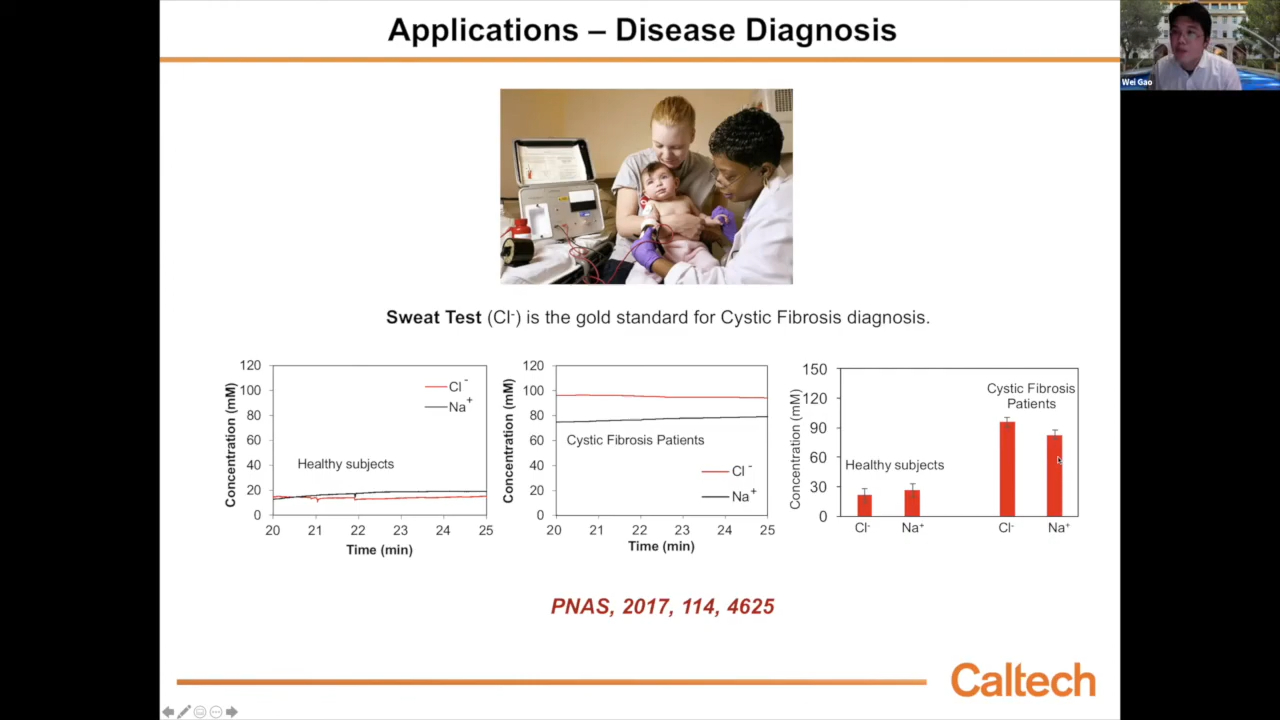 Applications – Disease Diagnosis
Wei Gao
Sweat Test (Cl-) is the gold standard for Cystic Fibrosis diagnosis.
120
100
80
60
40
20
0
Concentration (mM)
Cl -
Na+
Healthy subjects
20 21 22 23 24 25
Time (min)
120
100
80
60
40
20
0
Concentration (mM)
Cystic Fibrosis Patients
Cl -
Na+
20 21 22 23 24 25
Time (min)
150
120
90
60
30
0
Concentration (mM)
Cystic Fibrosis
Patients
Healthy subjects
Cl- Na+ Cl- Na+
PNAS, 2017, 114, 4625
Caltech